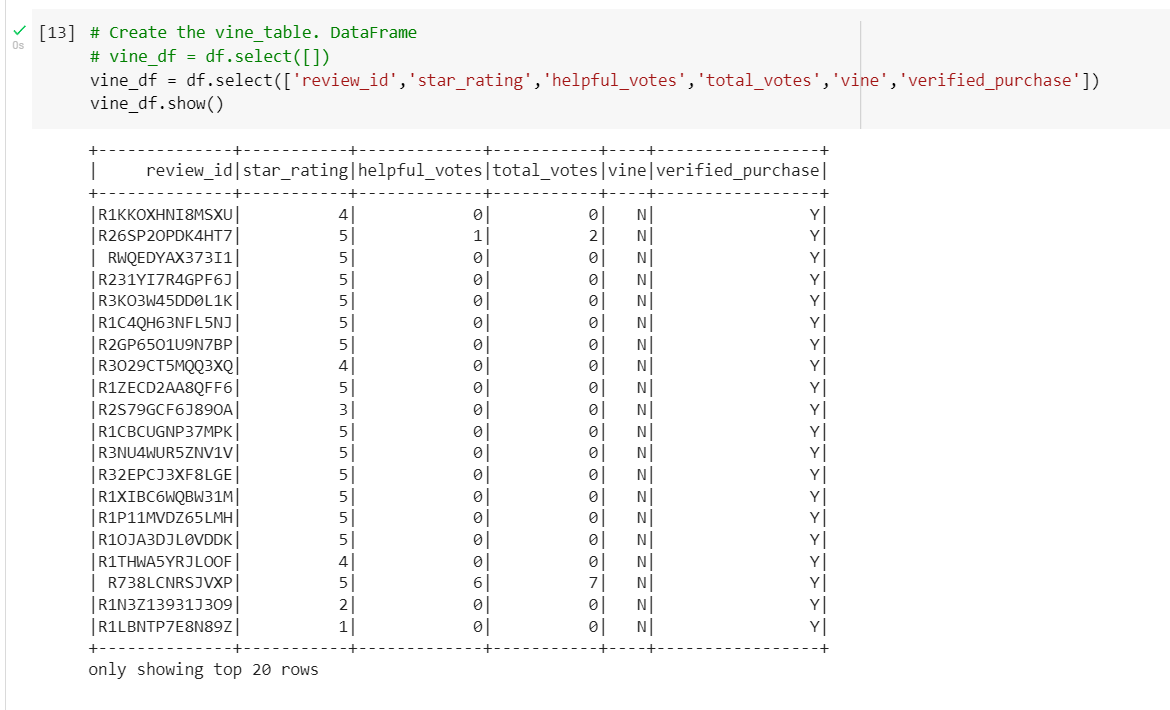 [13] # Create the vine_table. DataFrame
0s
# vine_df = df.select([])
vine_df = df.select(['review_id','star_rating','helpful_votes','total_votes','vine','verified_purchase'])
vine_df.show()
+--------------+-----------+-------------+-----------+----+-----------------+
|     review_id|star_rating|helpful_votes|total_votes|vine|verified_purchase|
+--------------+-----------+-------------+-----------+----+-----------------+
|R1KKOXHNI8MSXU|          4|            0|          0|   N|                Y|
|R26SP2OPDK4HT7|          5|            1|          2|   N|                Y|
| RWQEDYAX373I1|          5|            0|          0|   N|                Y|
|R231YI7R4GPF6J|          5|            0|          0|   N|                Y|
|R3KO3W45DD0L1K|          5|            0|          0|   N|                Y|
|R1C4QH63NFL5NJ|          5|            0|          0|   N|                Y|
|R2GP65O1U9N7BP|          5|            0|          0|   N|                Y|
|R3O29CT5MQQ3XQ|          4|            0|          0|   N|                Y|
|R1ZECD2AA8QFF6|          5|            0|          0|   N|                Y|
|R2S79GCF6J89OA|          3|            0|          0|   N|                Y|
|R1CBCUGNP37MPK|          5|            0|          0|   N|                Y|
|R3NU4WUR5ZNV1V|          5|            0|          0|   N|                Y|
|R32EPCJ3XF8LGE|          5|            0|          0|   N|                Y|
|R1XIBC6WQBW31M|          5|            0|          0|   N|                Y|
|R1P11MVDZ65LMH|          5|            0|          0|   N|                Y|
|R1OJA3DJL0VDDK|          5|            0|          0|   N|                Y|
|R1THWA5YRJLOOF|          4|            0|          0|   N|                Y|
| R738LCNRSJVXP|          5|            6|          7|   N|                Y|
|R1N3Z13931J3O9|          2|            0|          0|   N|                Y|
|R1LBNTP7E8N89Z|          1|            0|          0|   N|                Y|
+--------------+-----------+-------------+-----------+----+-----------------+
only showing top 20 rows